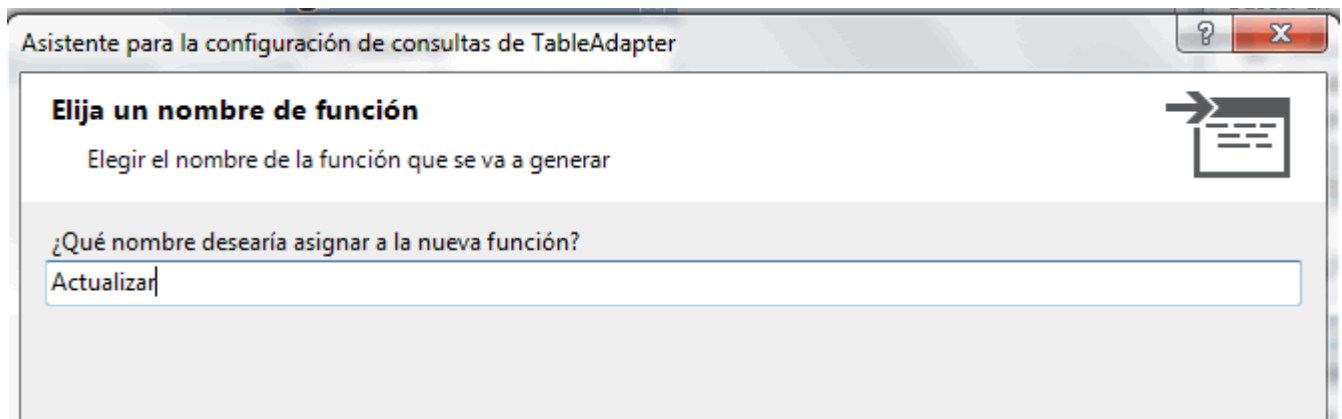 Asistente para la configuración de consultas de TableAdapter
Elija un nombre de función
Elegir el nombre de la función que se va a generar
¿Qué nombre desearía asignar a la nueva función?
Actualizar